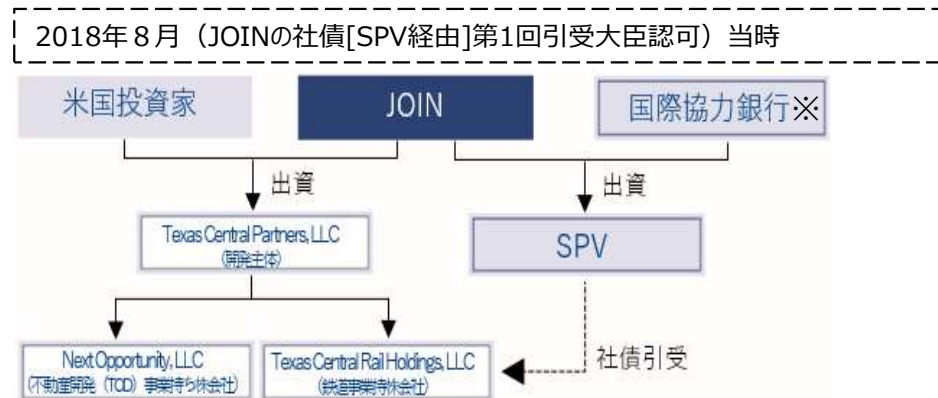 2018年８月（JOINの社債[SPV経由]第1回引受大臣認可）当時
米国投資家
JOIN
国際協力銀行※
出資
出資
Texas Central Partners, LLC
（開発主体）
SPV
Next Opportunity, LLC
（不動産開発（TOD）事業持ち株会社）
Texas Central Rail Holdings, LLC
（鉄道事業持株会社）
社債引受